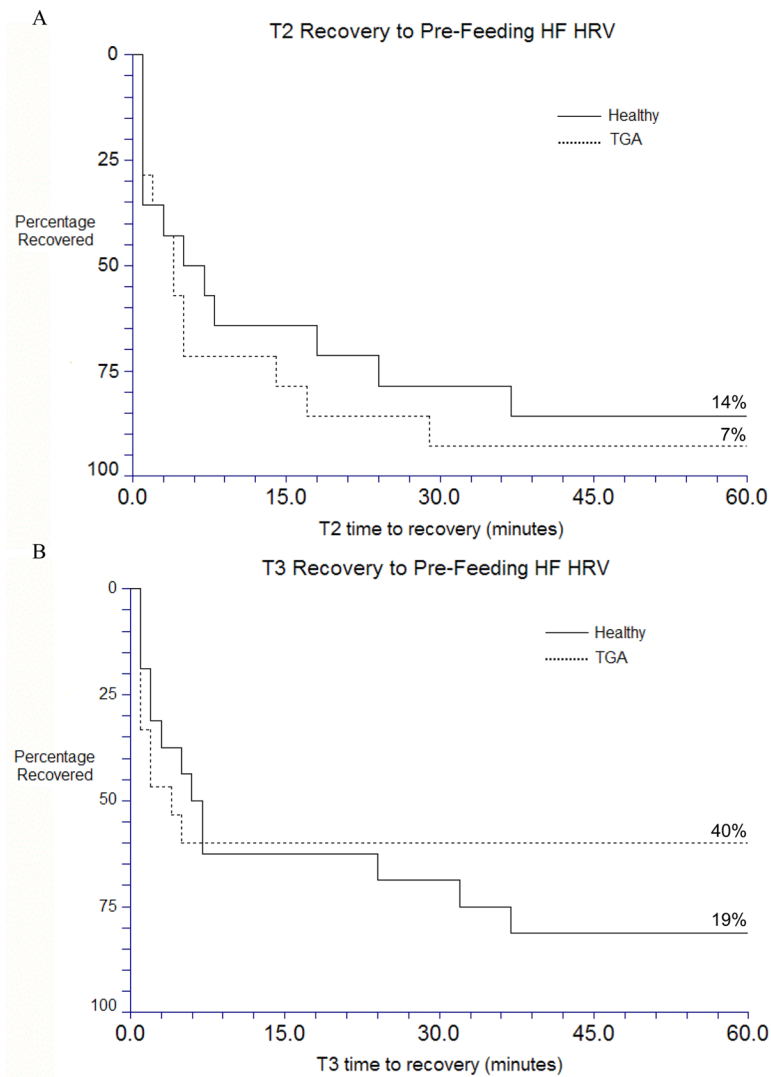 A
T2 Recovery to Pre-Feeding HF HRV
0
Healthy
TGA
25
Percentage
Recovered
50
75
14%
7%
100
0.0 15.0 30.0 45.0 60.0
T2 time to recovery (minutes)
B
T3 Recovery to Pre-Feeding HF HRV
0
Healthy
TGA
25
Percentage
Recovered
50
40%
75
19%
100
0.0 15.0 30.0 45.0 60.0
T3 time to recovery (minutes)